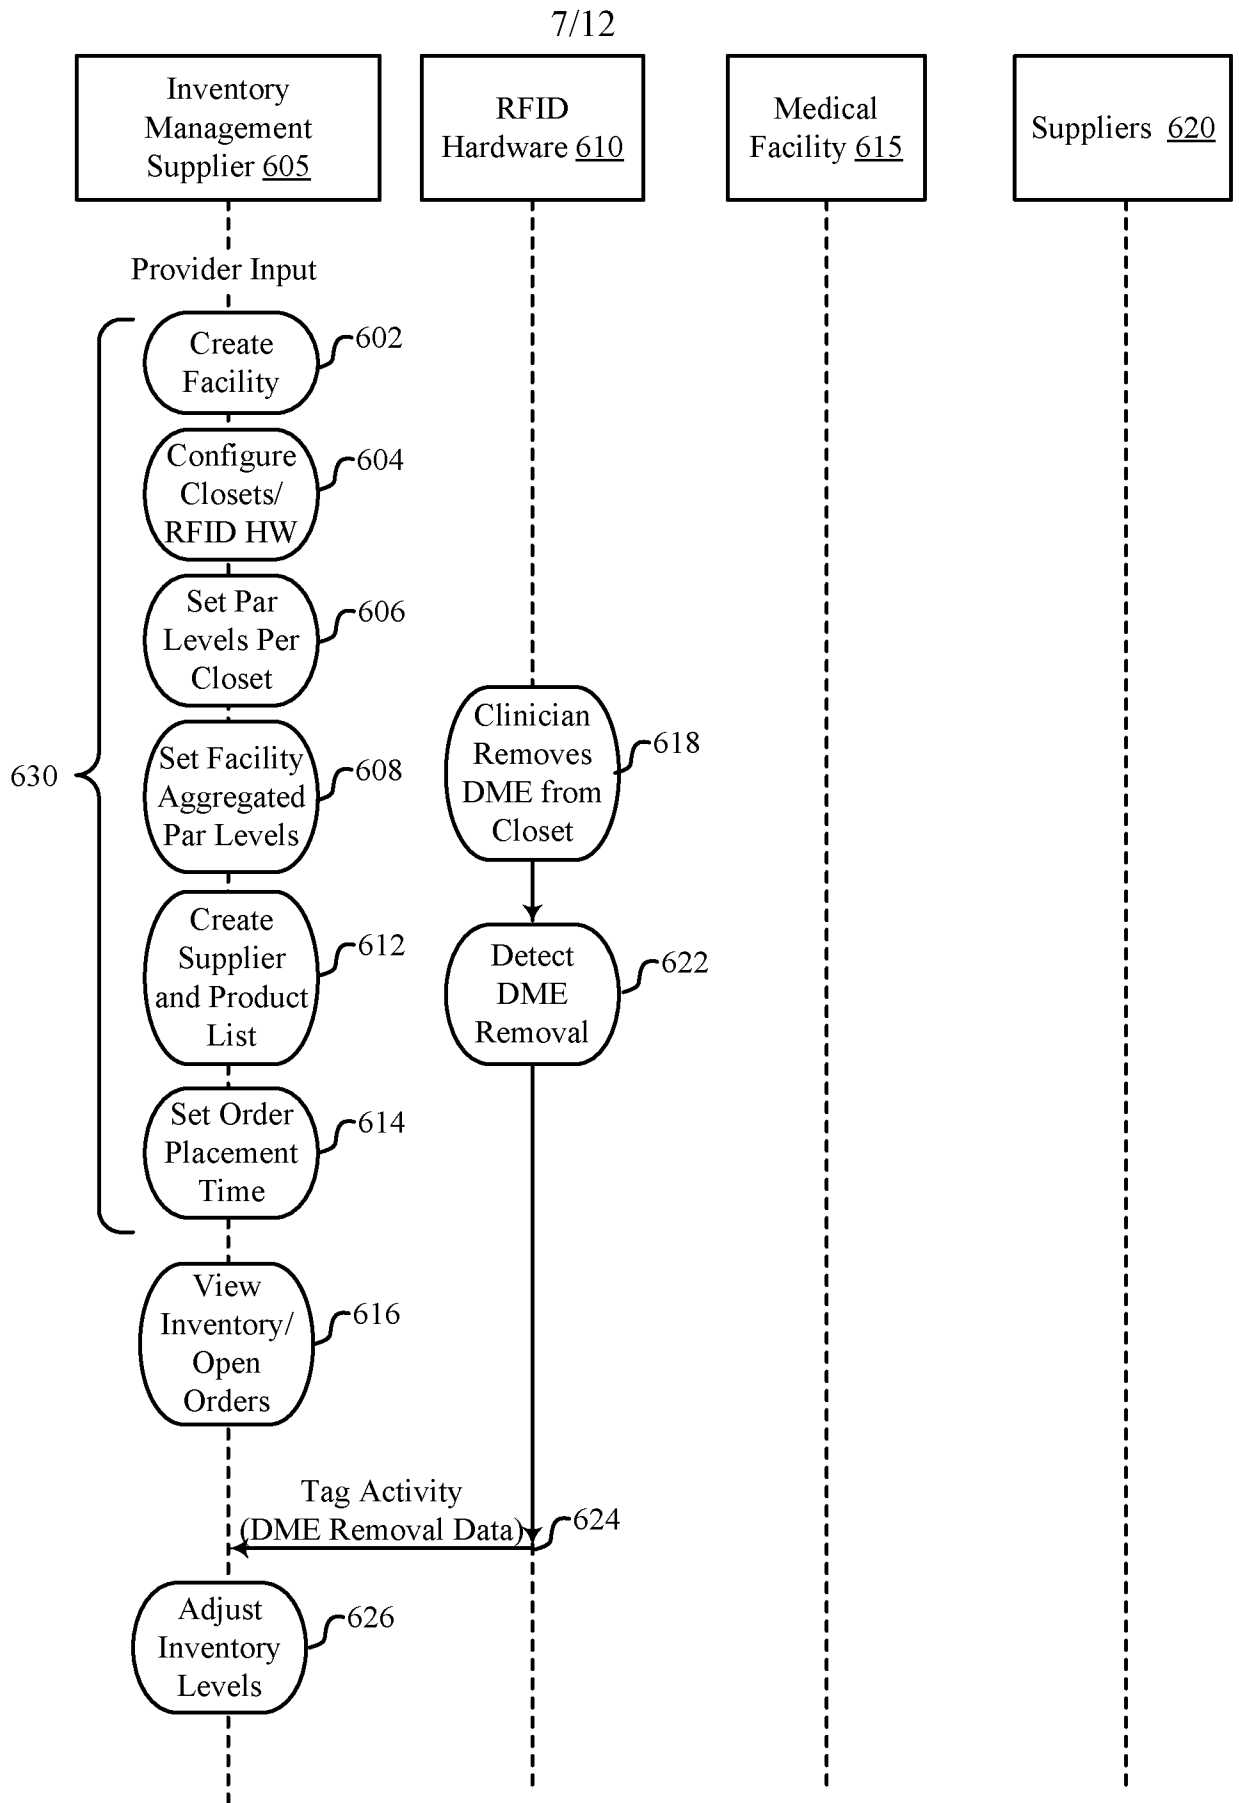 7/12
Inventory
Management
Supplier 605
RFID
Hardware 610
Medical
Facility 615
Suppliers 620
Provider Input
Create
Facility
602
Configure
Closets/
RFID HW
604
Set Par
Levels Per
Closet
606
Set Facility
Aggregated
Par Levels
608
630
Create
Supplier
and Product
List
612
Set Order
Placement
Time
614
View
Inventory/
Open
Orders
616
Clinician
Removes
DME from
Closet
618
Detect
DME
Removal
622
Tag Activity
(DME Removal Data)
624
Adjust
Inventory
Levels
626